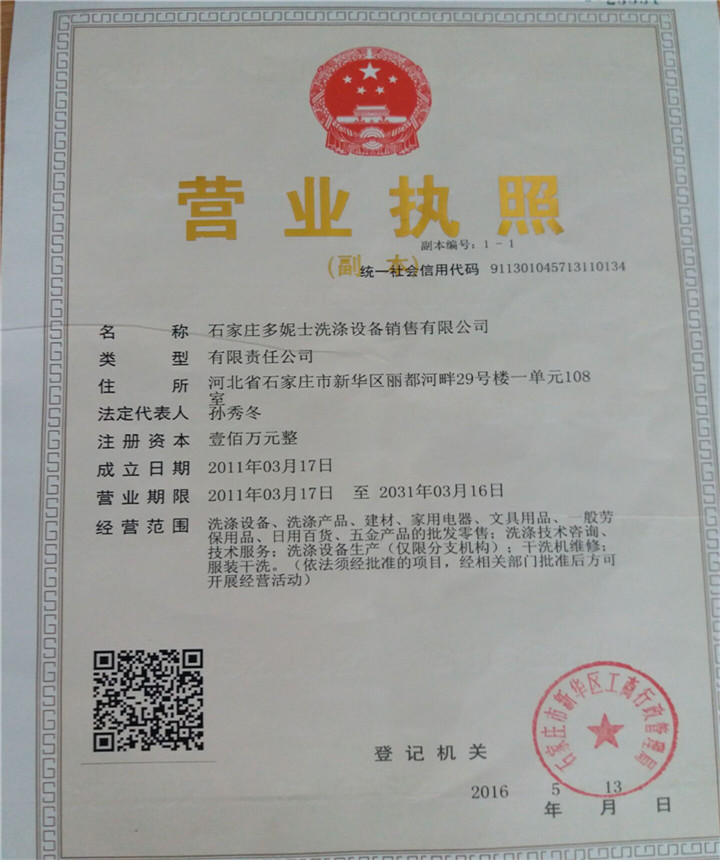 营业执照
副本编号：1-1
(副本)
统一社会信用代码 911301045713110134
名称 石家庄多妮士洗涤设备销售有限公司
类型 有限责任公司
住所 河北省石家庄市新华区丽都河畔29号楼一单元108
室
法定代表人 孙秀冬
注册资本 壹佰万元整
成立日期 2011年03月17日
营业期限 2011年03月17日 至 2031年03月16日
经营范围 洗涤设备、洗涤产品、建材、家用电器、文具用品、一般劳
保用品、日用百货、五金产品的批发零售；洗涤技术咨询、
技术服务；洗涤设备生产（仅限分支机构）；干洗机维修；
服装干洗。（依法须经批准的项目，经相关部门批准后方可
开展经营活动）
石家庄市新华区工商行政管理局
登记机关
2016 5 13
年 月 日